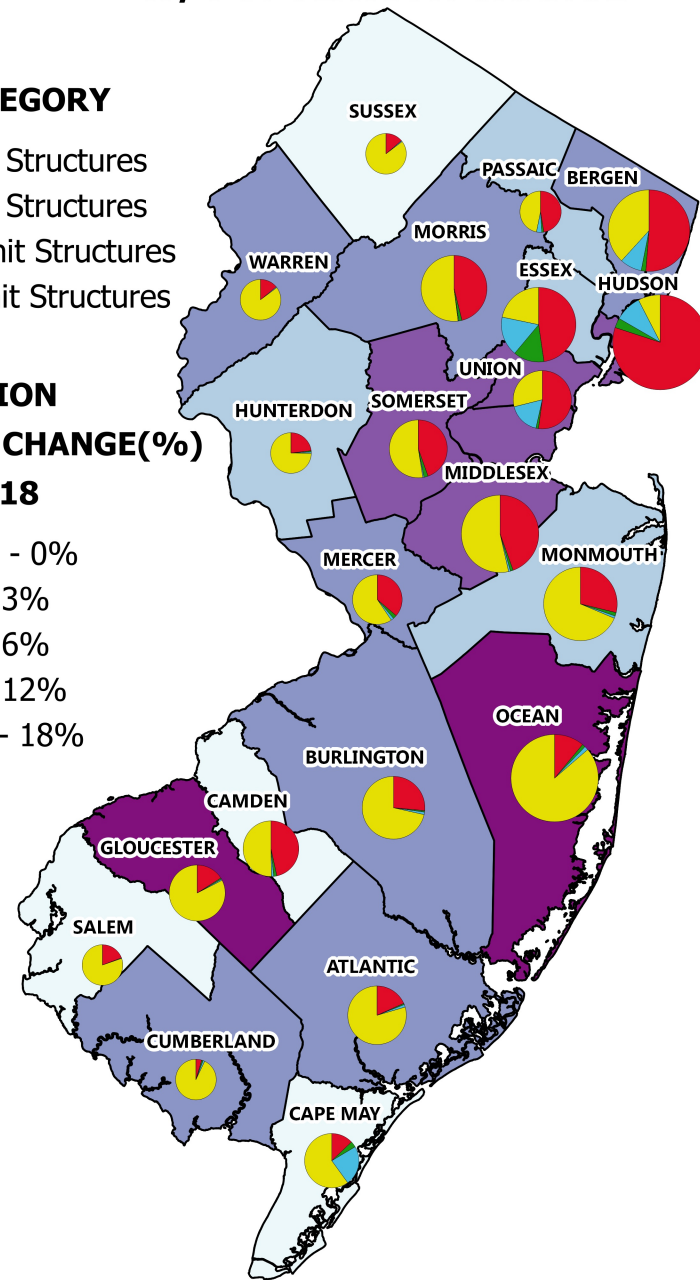 EGORY
Structures
Structures
nit Structures
it Structures
ION
CHANGE(%)
18
- 0%
3%
6%
12%
- 18%
SUSSEX
PASSAIC
BERGEN
MORRIS
WARREN
ESSEX
HUDSON
UNION
SOMERSET
HUNTERDON
MIDDLESEX
MONMOUTH
MERCER
OCEAN
BURLINGTON
CAMDEN
GLOUCESTER
SALEM
ATLANTIC
CUMBERLAND
CAPE MAY